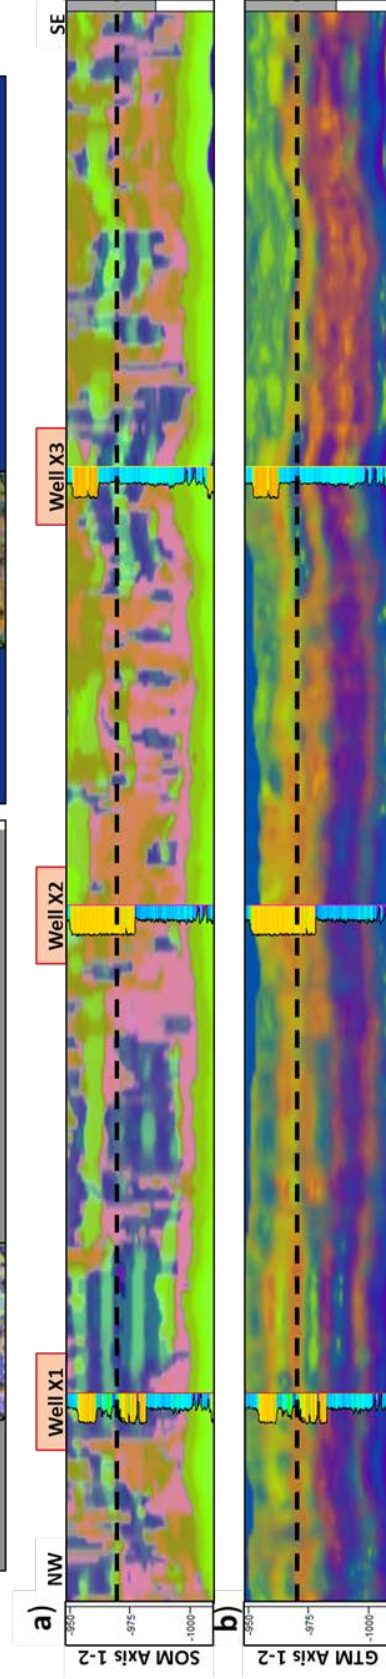 a)
NW Well X1 Well X2 Well X3 SE
-950
-975
-1000
SOM Axis 1-2
b)
-950
-975
-1000
GTM Axis 1-2